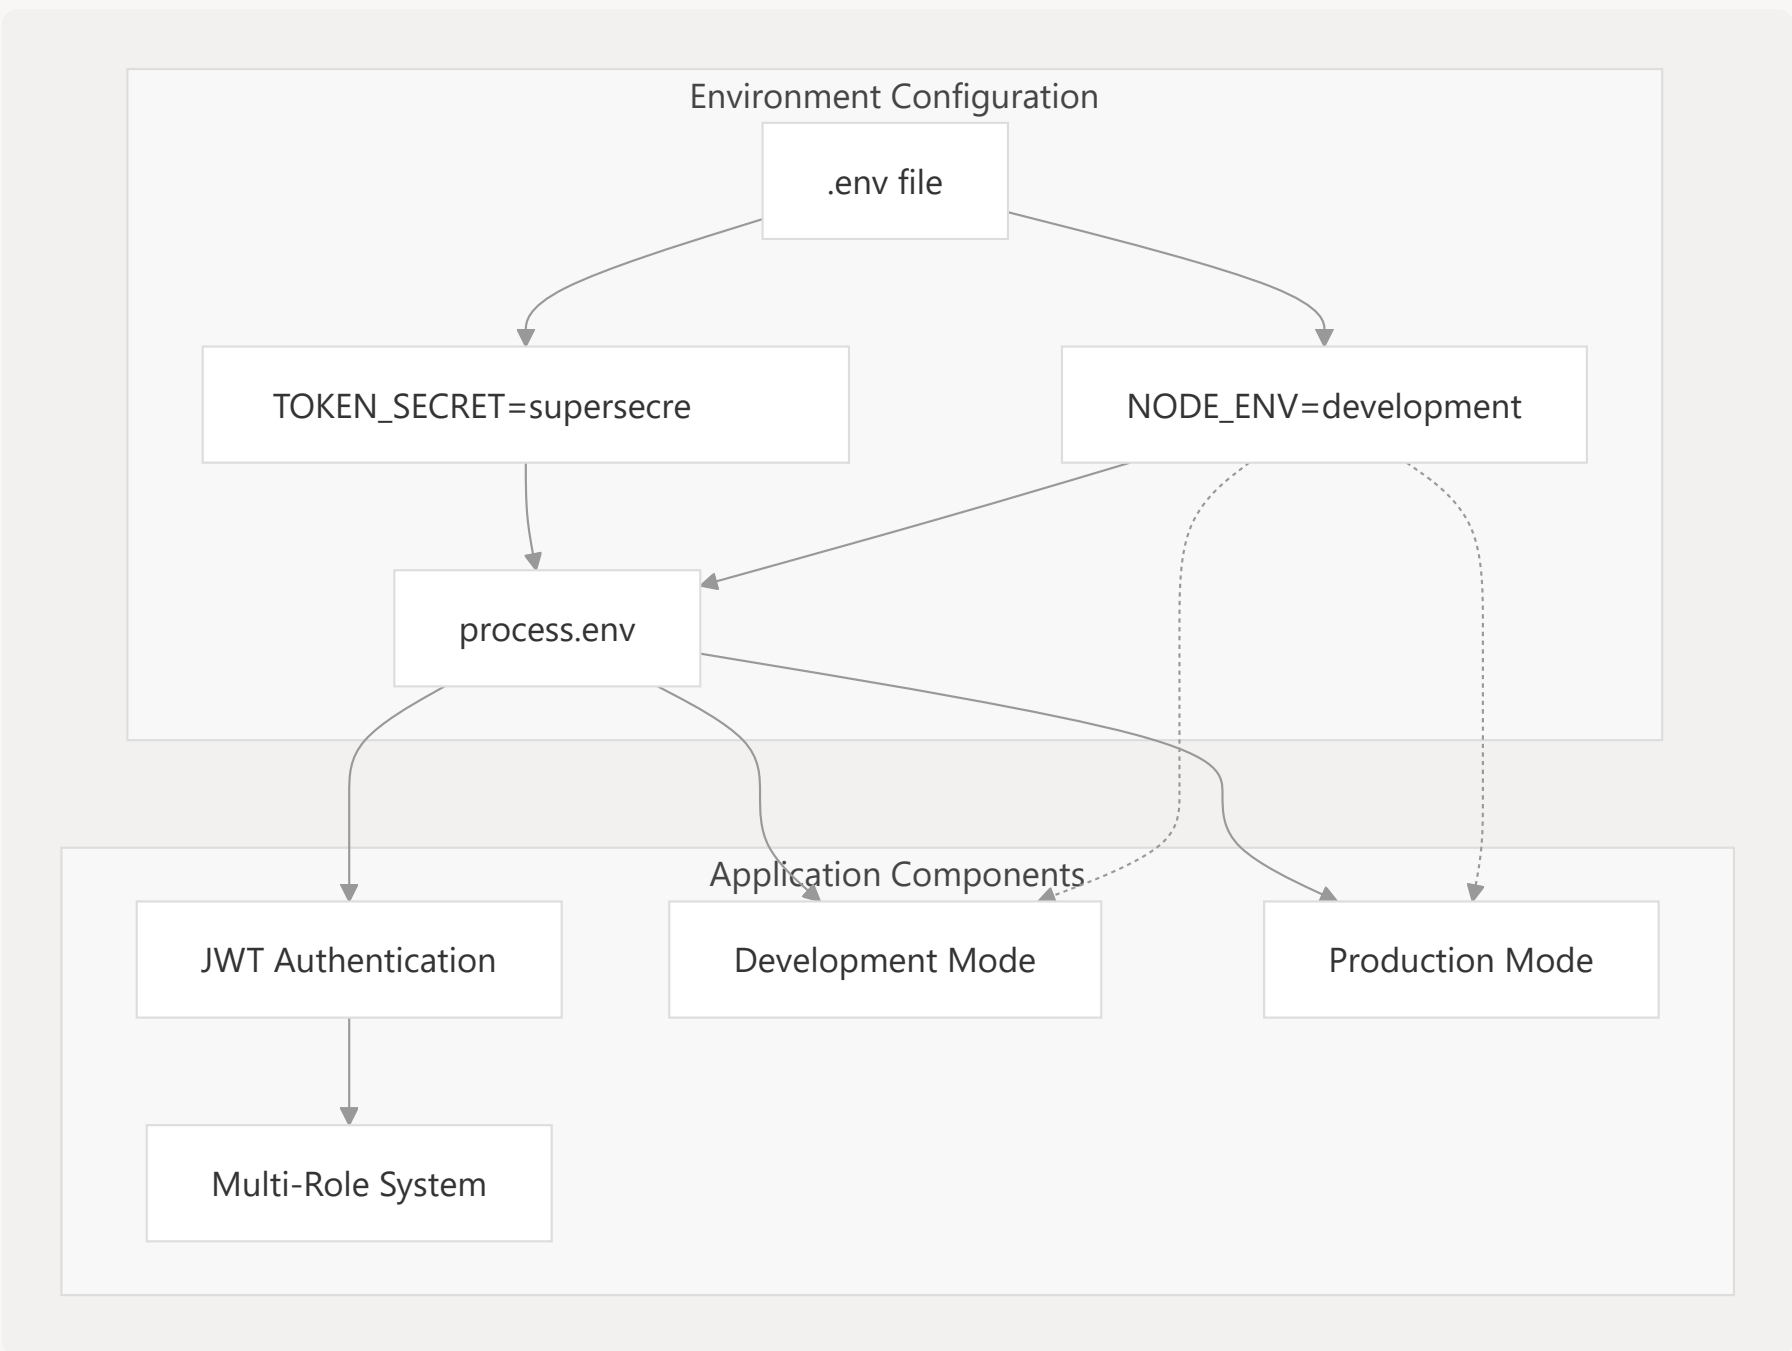 Environment Configuration
.env file
TOKEN_SECRET=supersecre
NODE_ENV=development
process.env
Application Components
JWT Authentication
Development Mode
Production Mode
Multi-Role System